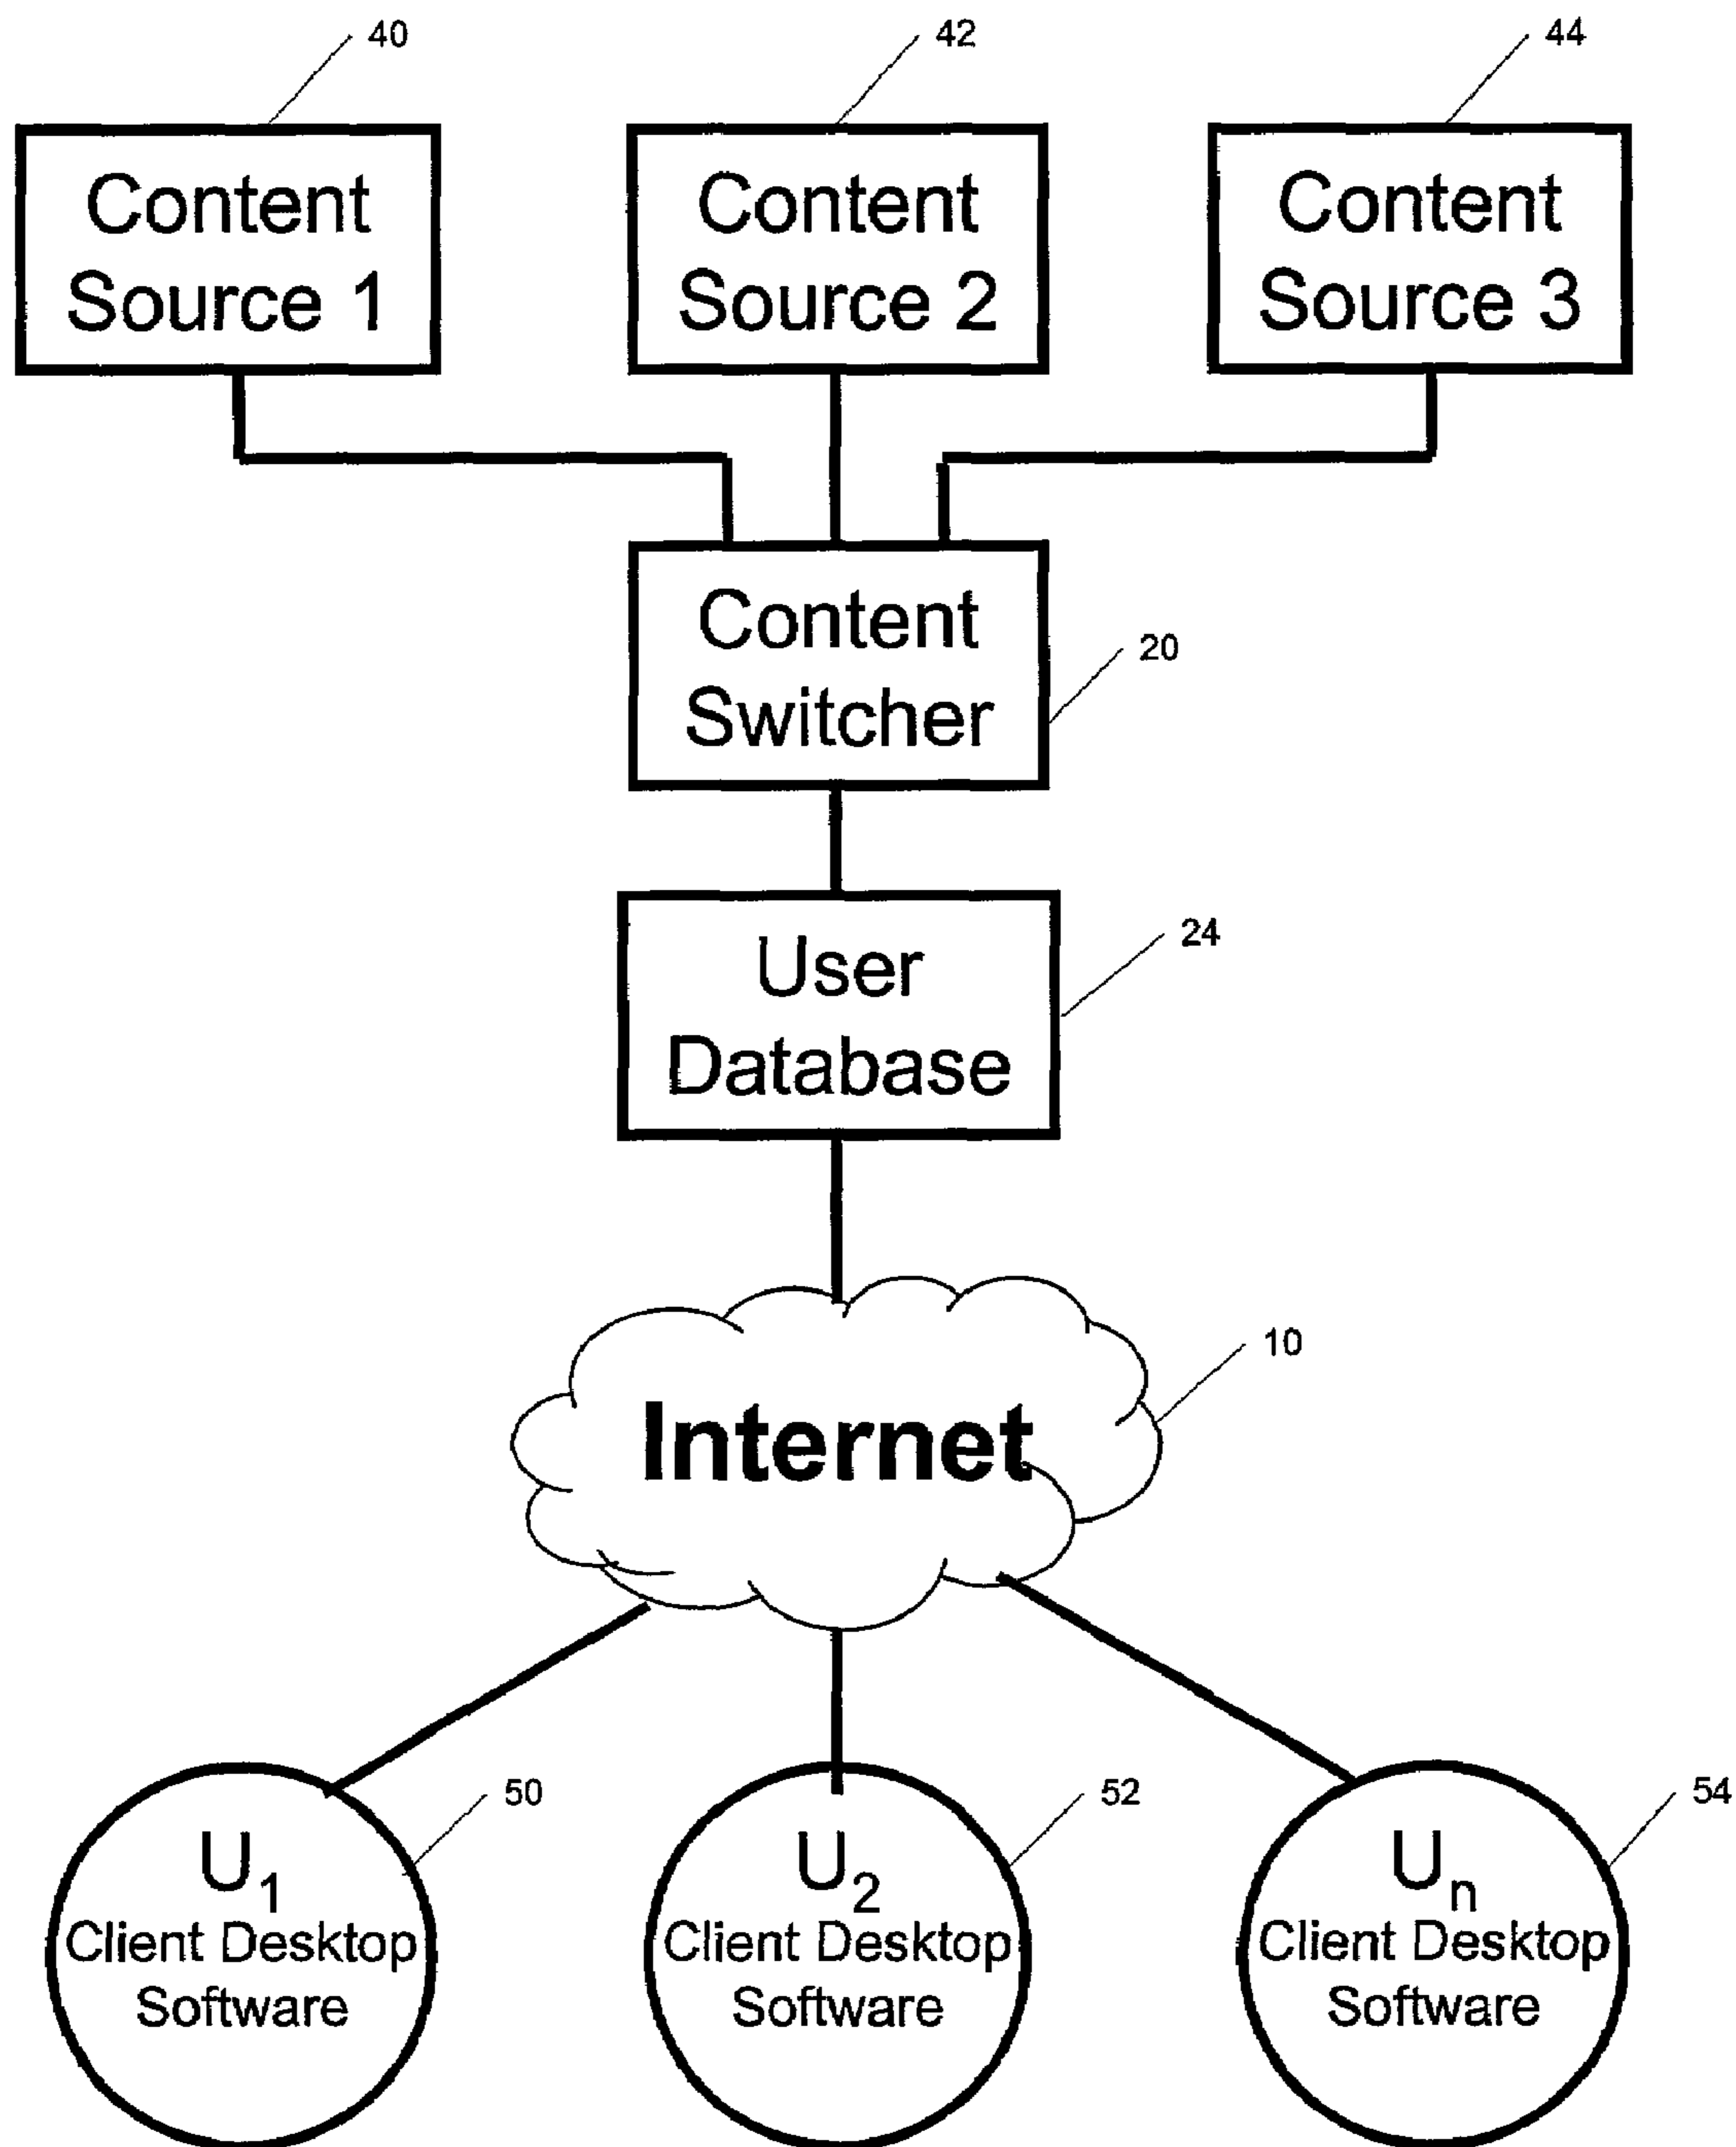 40
42
44
Content
Source 1
Content
Source 2
Content
Source 3
Content
Switcher
20
User
Database
24
10
Internet
50
52
54
U1
Client Desktop
Software
U2
Client Desktop
Software
Un
Client Desktop
Software